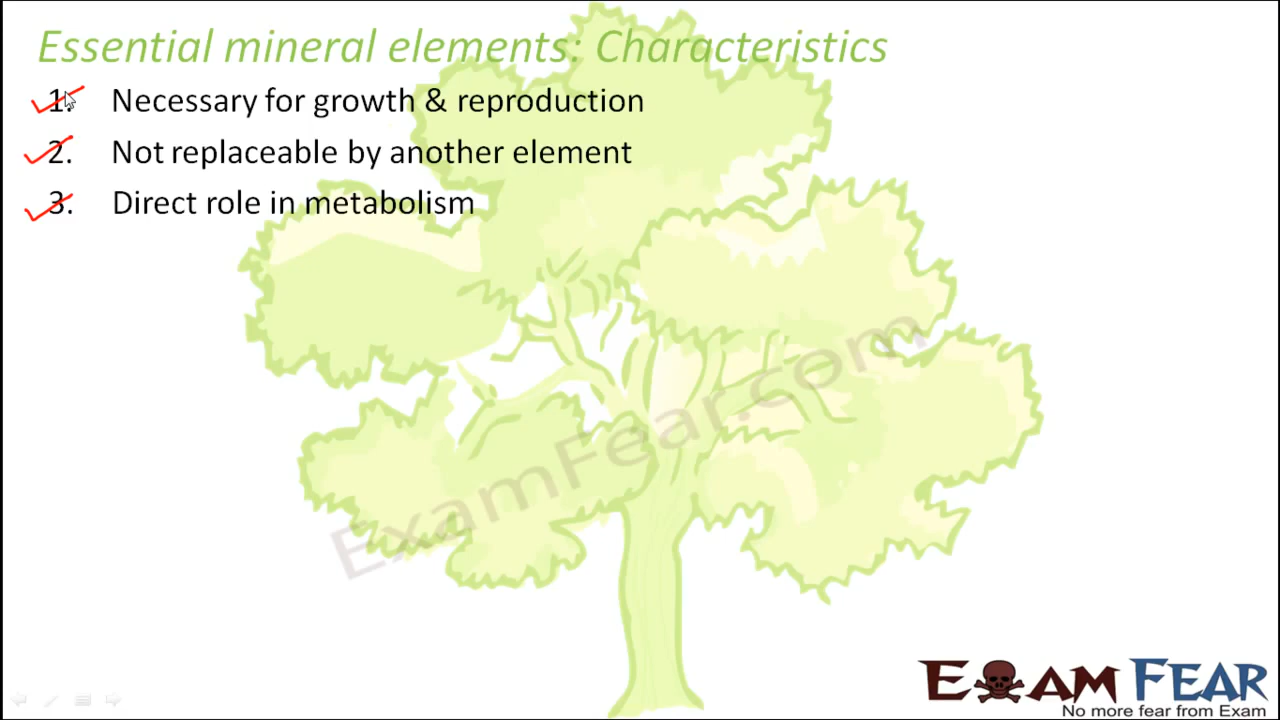 Essential mineral elements: Characteristics
1. Necessary for growth & reproduction
2. Not replaceable by another element
3. Direct role in metabolism
ExamFear.com
EXAM FEAR
No more fear from Exam